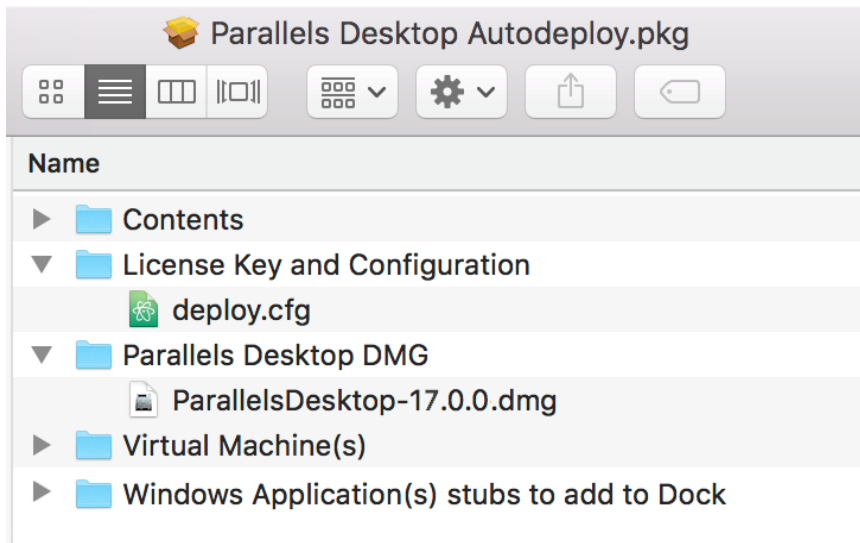 Parallels Desktop Autodeploy.pkg
Name
Contents
License Key and Configuration
deploy.cfg
Parallels Desktop DMG
ParallelsDesktop-17.0.0.dmg
Virtual Machine(s)
Windows Application(s) stubs to add to Dock